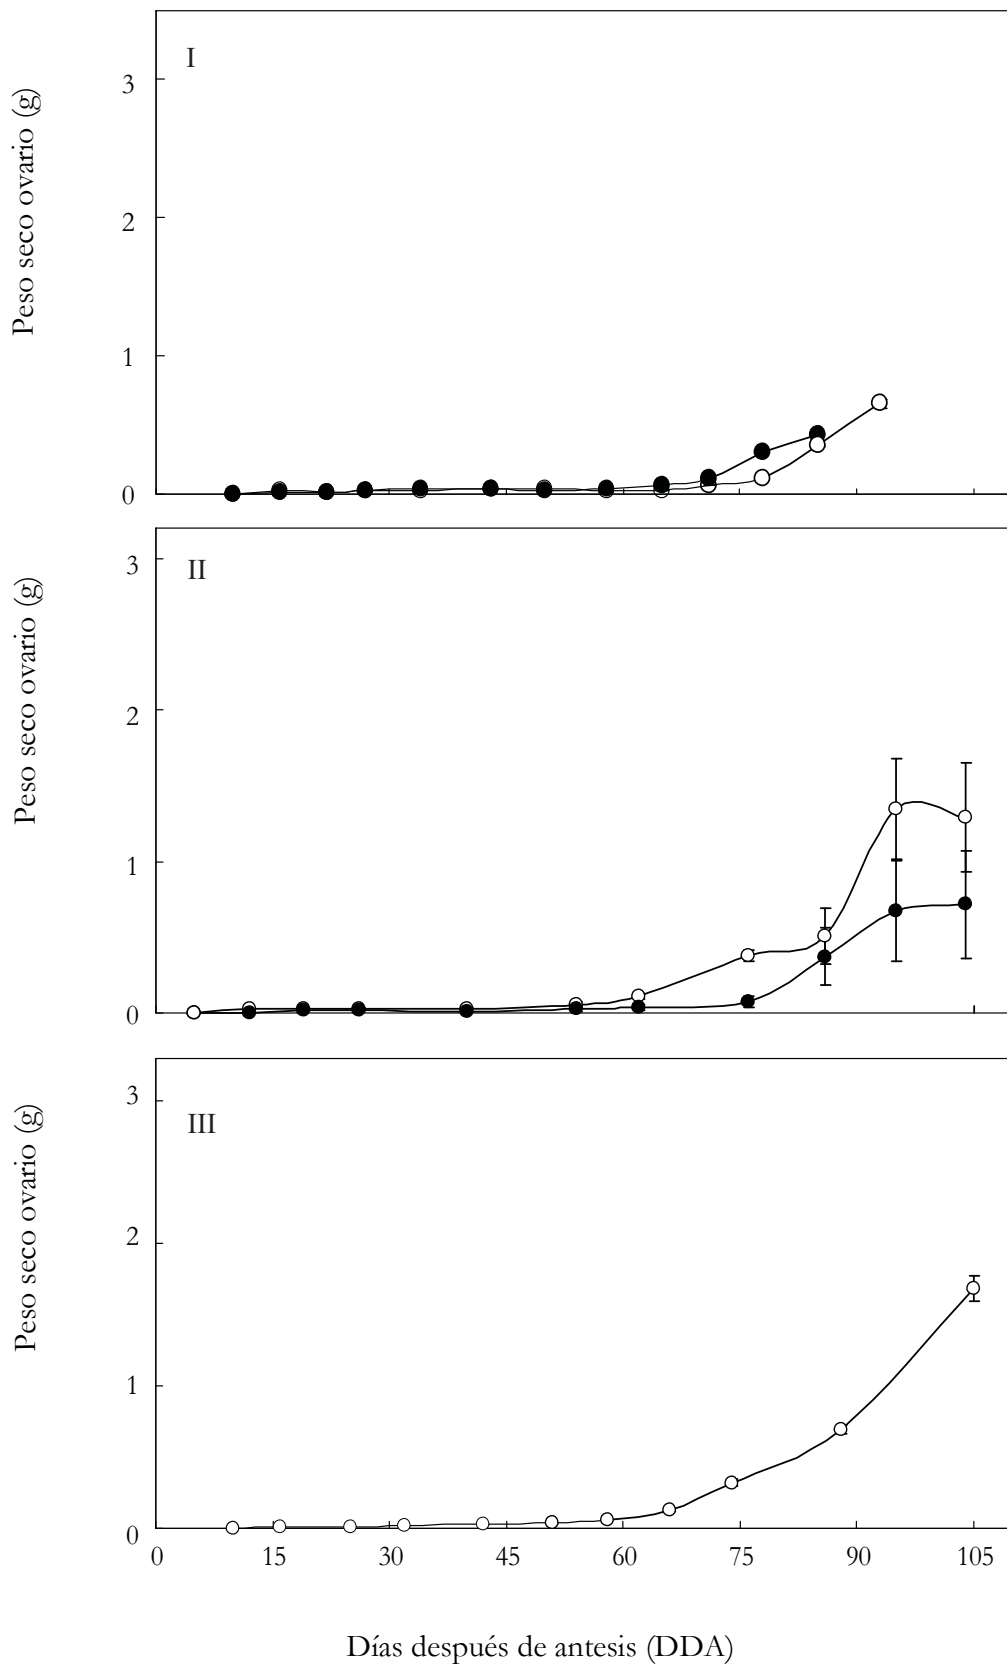 I
3
2
1
0
Peso seco ovario (g)
II
3
2
1
0
Peso seco ovario (g)
III
3
2
1
0
Peso seco ovario (g)
0 15 30 45 60 75 90 105
Días después de antesis (DDA)